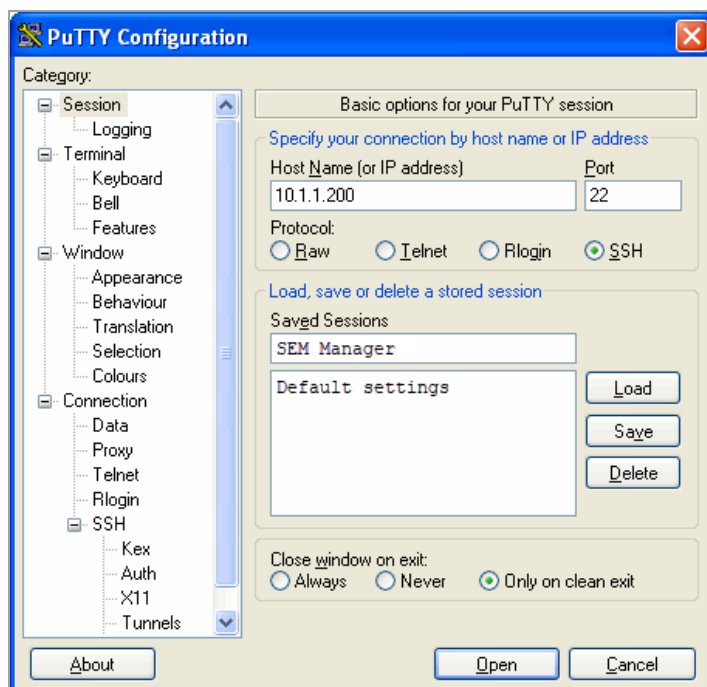 PuTTY Configuration
Category:
Session
Logging
Terminal
Keyboard
Bell
Features
Window
Appearance
Behaviour
Translation
Selection
Colours
Connection
Data
Proxy
Telnet
Rlogin
SSH
Kex
Auth
X11
Tunnels
Basic options for your PuTTY session
Specify your connection by host name or IP address
Host Name (or IP address) Port
10.1.1.200 22
Protocol:
Raw Telnet Rlogin SSH
Load, save or delete a stored session
Saved Sessions
SEM Manager
Default settings
Load
Save
Delete
Close window on exit:
Always Never Only on clean exit
About Open Cancel